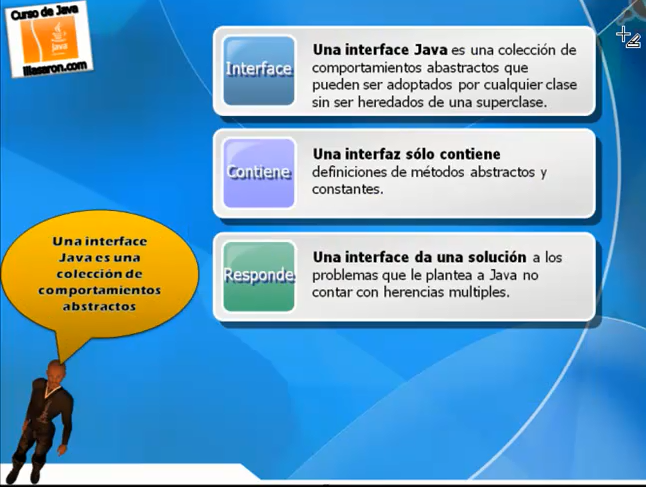 Curso de Java
Java
illasaron.com
Interface
Una interface Java es una colección de
comportamientos abastractos que
pueden ser adoptados por cualquier clase
sin ser heredados de una superclase.
Contiene
Una interfaz sólo contiene
definiciones de métodos abstractos y
constantes.
Responde
Una interface da una solución a los
problemas que le plantea a Java no
contar con herencias multiples.
Una interface
Java es una
colección de
comportamientos
abstractos